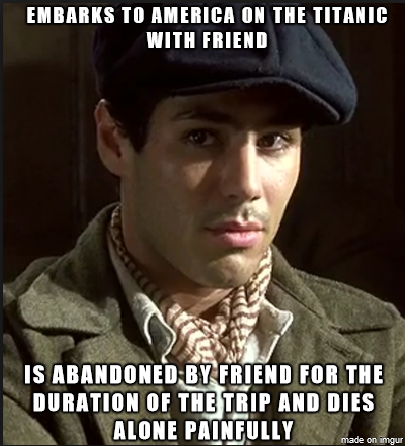 EMBARKS TO AMERICA ON THE TITANIC
WITH FRIEND
IS ABANDONED BY FRIEND FOR THE
DURATION OF THE TRIP AND DIES
ALONE PAINFULLY
made on imgur